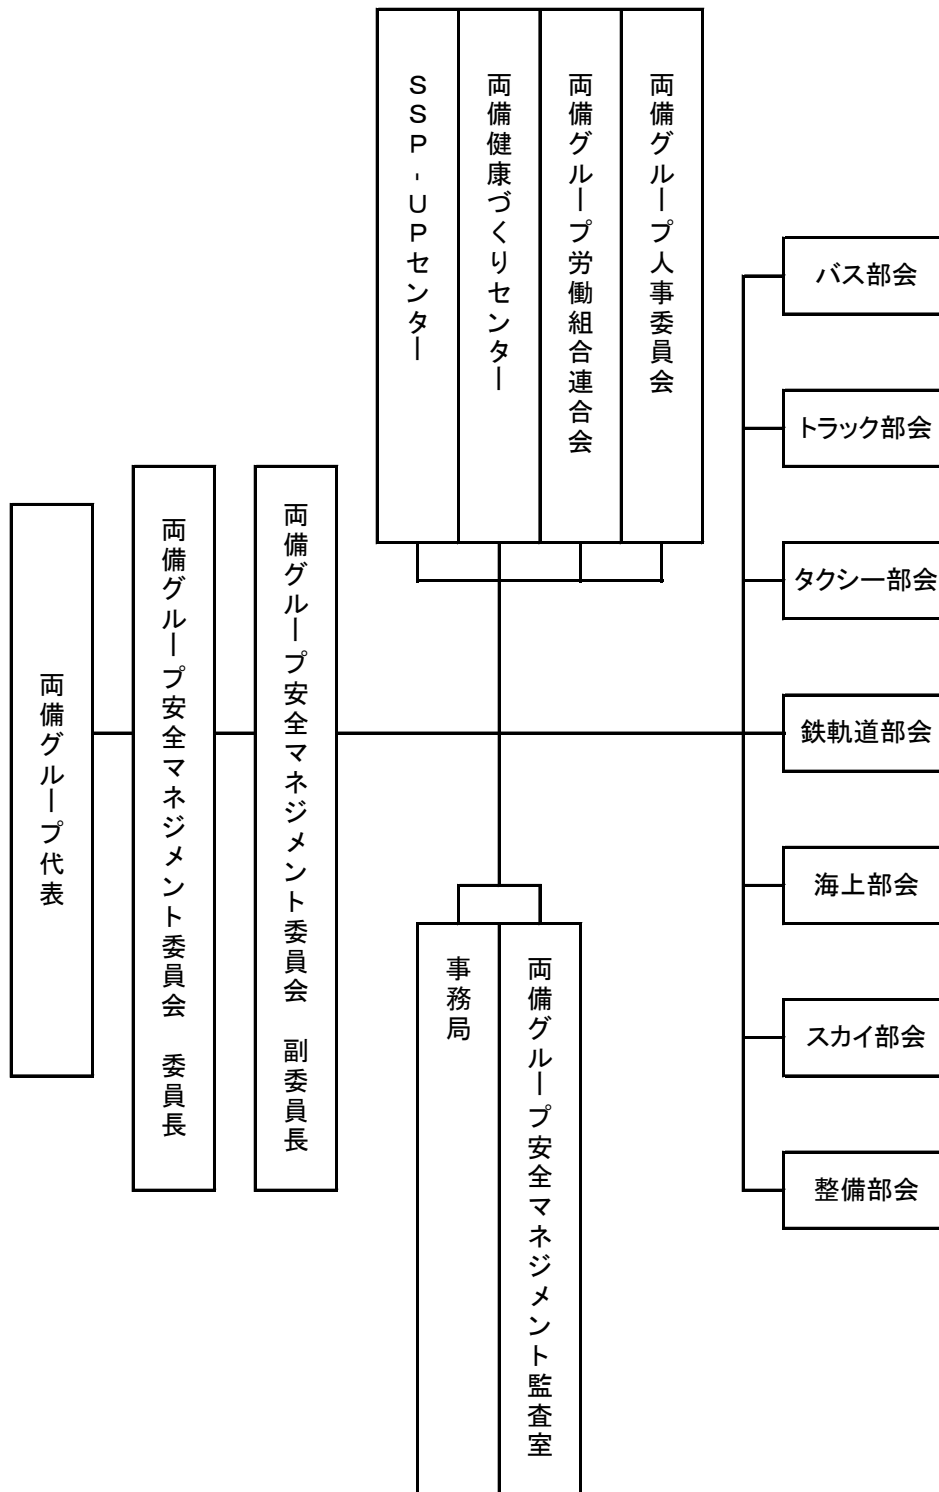 両備グループ代表
両備グループ安全マネジメント委員会　委員長
両備グループ安全マネジメント委員会　副委員長
SSP-UPセンター
両備健康づくりセンター
両備グループ労働組合連合会
両備グループ人事委員会
事務局
両備グループ安全マネジメント監査室
バス部会
トラック部会
タクシー部会
鉄軌道部会
海上部会
スカイ部会
整備部会